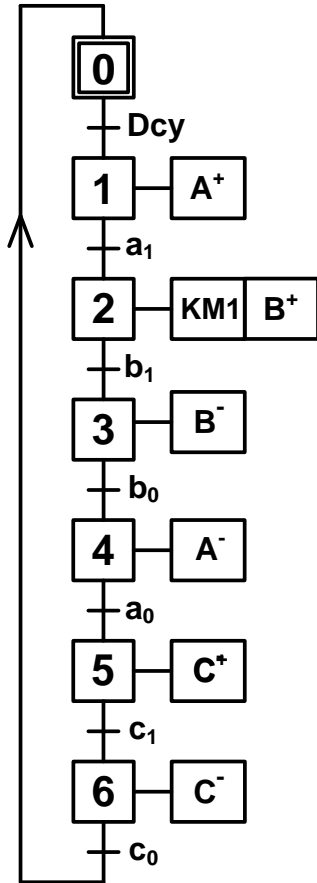 0
Dcy
1 A⁺
a₁
2 KM1 B⁺
b₁
3 B⁻
b₀
4 A⁻
a₀
5 C⁺
c₁
6 C⁻
c₀